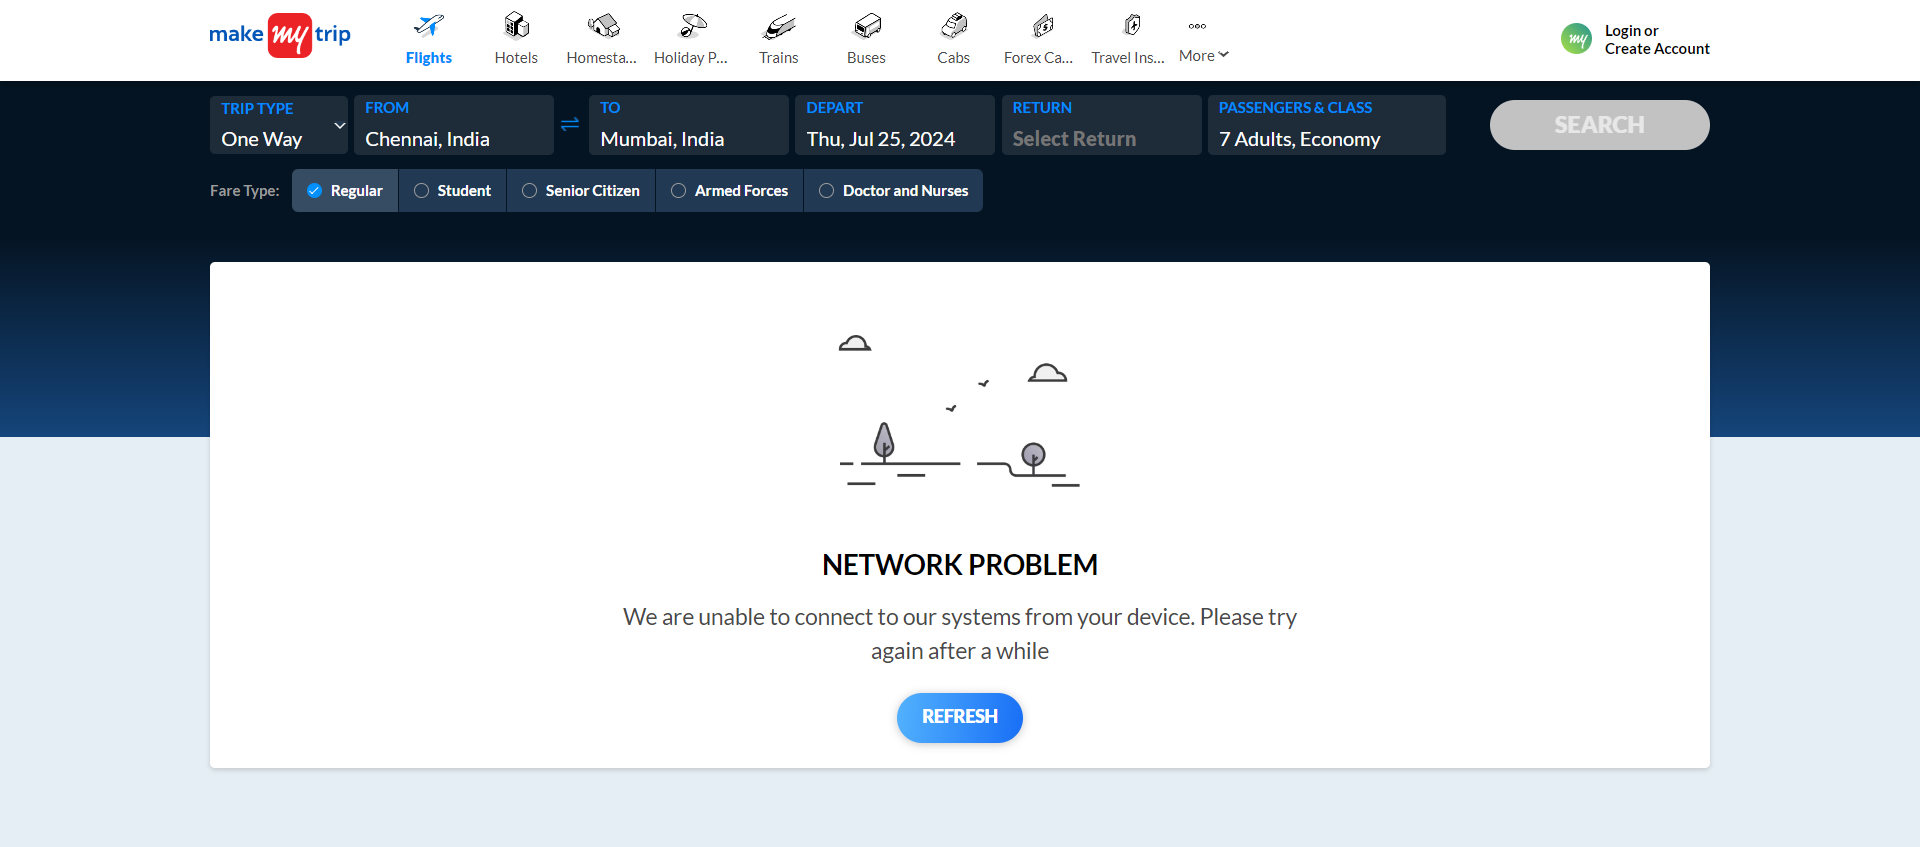 make my trip
Flights
Hotels
Homesta...
Holiday P...
Trains
Buses
Cabs
Forex Ca...
Travel Ins...
More
my
Login or
Create Account
TRIP TYPE
One Way
FROM
Chennai, India
TO
Mumbai, India
DEPART
Thu, Jul 25, 2024
RETURN
Select Return
PASSENGERS & CLASS
7 Adults, Economy
SEARCH
Fare Type:
Regular
Student
Senior Citizen
Armed Forces
Doctor and Nurses
NETWORK PROBLEM
We are unable to connect to our systems from your device. Please try
again after a while
REFRESH